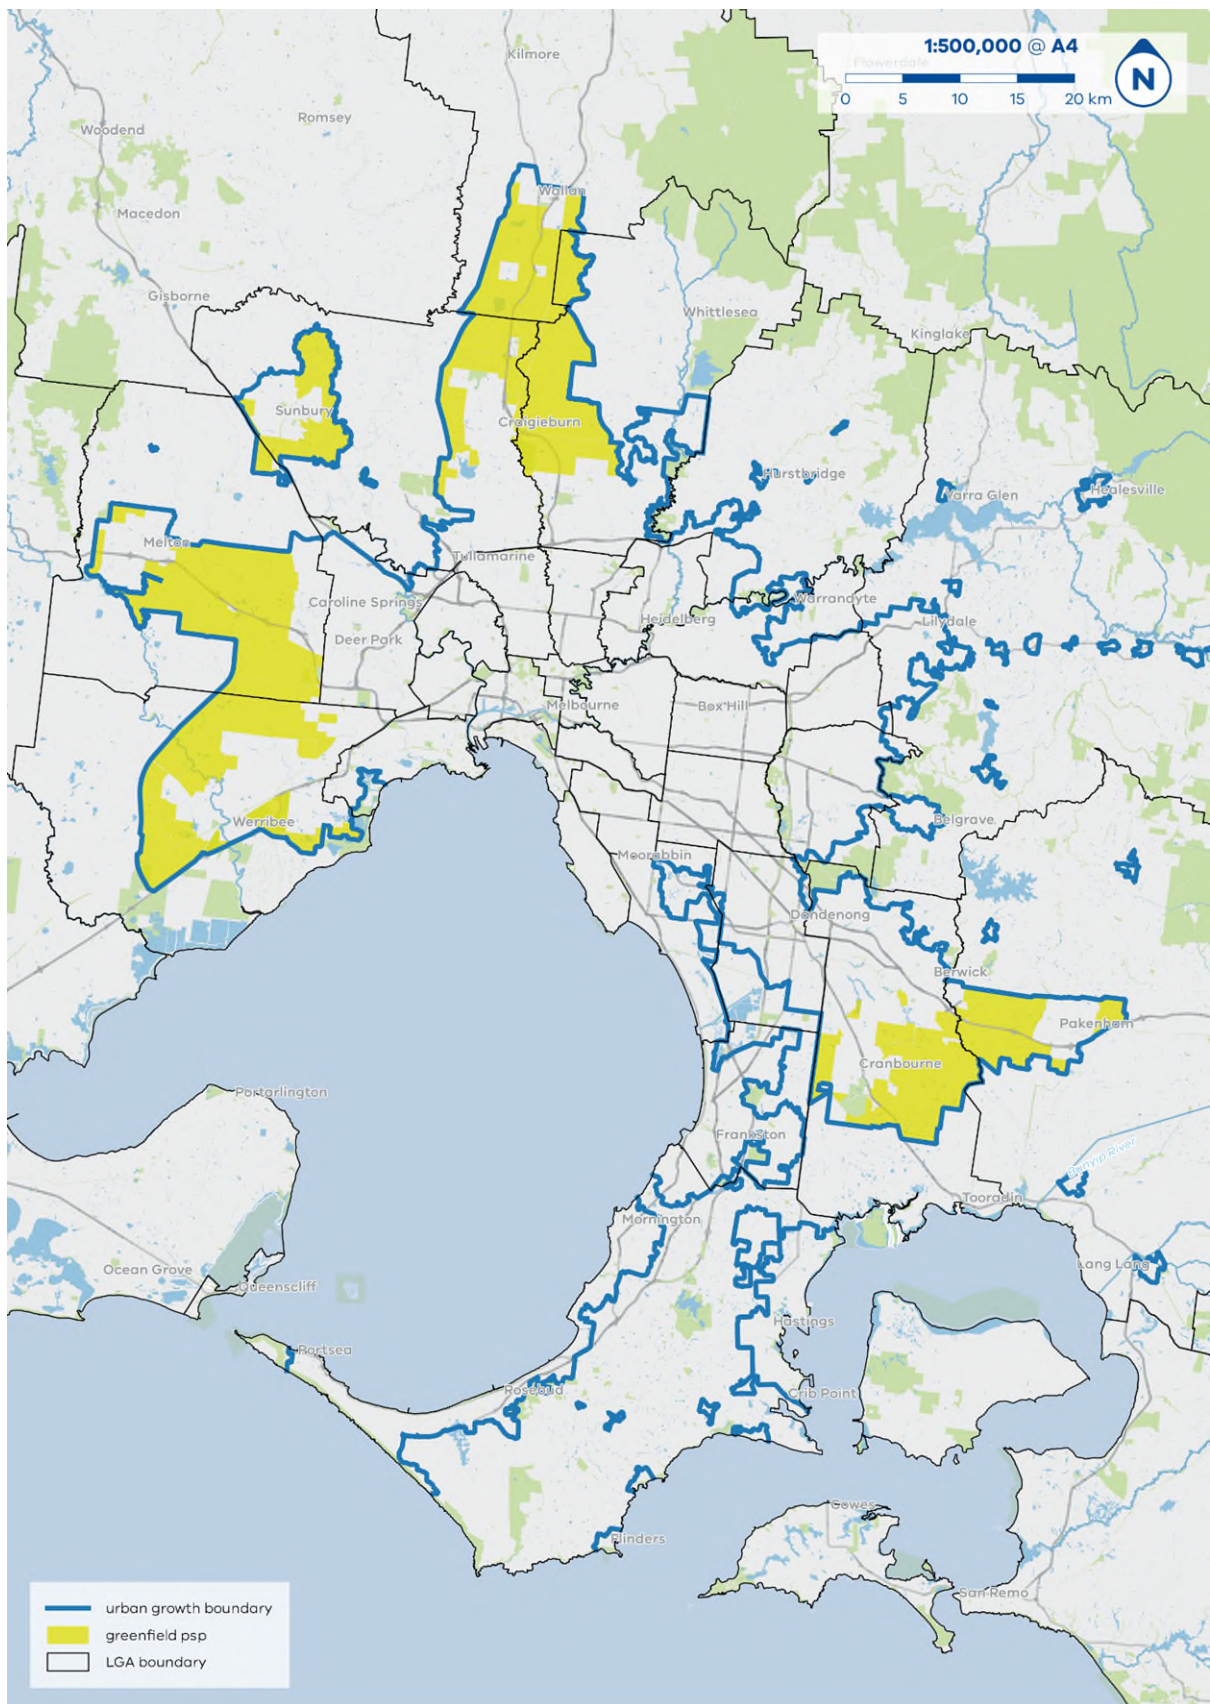 Kilmore
1:500,000 @ A4
Flowerdale
N
0 5 10 15 20 km
Romsey
Woodend
Wallan
Macedon
Gisborne
Whittlesea
Kinglake
Sunbury
Craigieburn
Hurstbridge
Yarra Glen
Healesville
Melton
Tullamarine
Caroline Springs
Warrandyte
Heidelberg
Lilydale
Deer Park
Melbourne
Box Hill
Werribee
Belgrave
Moorabbin
Dandenong
Berwick
Pakenham
Cranbourne
Portarlington
Frankston
Bunyip River
Tooradin
Mornington
Ocean Grove
Lang Lang
Queenscliff
Hastings
Portsea
Rosebud
Crib Point
Cowes
Flinders
San Remo
urban growth boundary
greenfield psp
LGA boundary